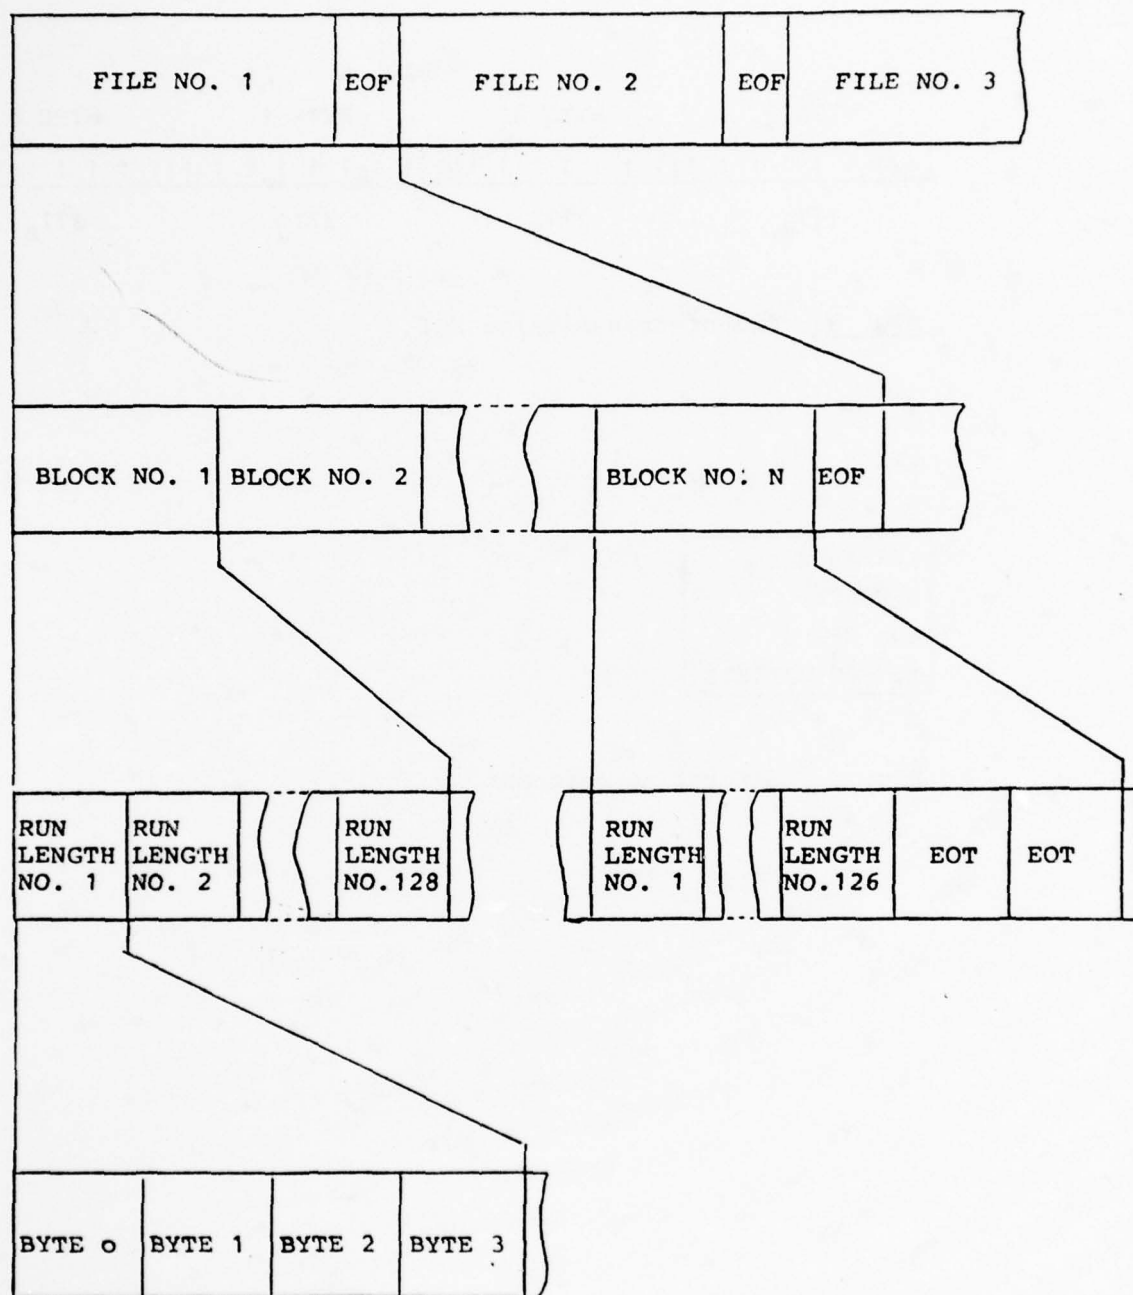 FILE NO. 1 EOF FILE NO. 2 EOF FILE NO. 3
BLOCK NO. 1 BLOCK NO. 2 BLOCK NO. N EOF
RUN
LENGTH
NO. 1
RUN
LENGTH
NO. 2
RUN
LENGTH
NO.128
RUN
LENGTH
NO. 1
RUN
LENGTH
NO.126
EOT
EOT
BYTE o BYTE 1 BYTE 2 BYTE 3